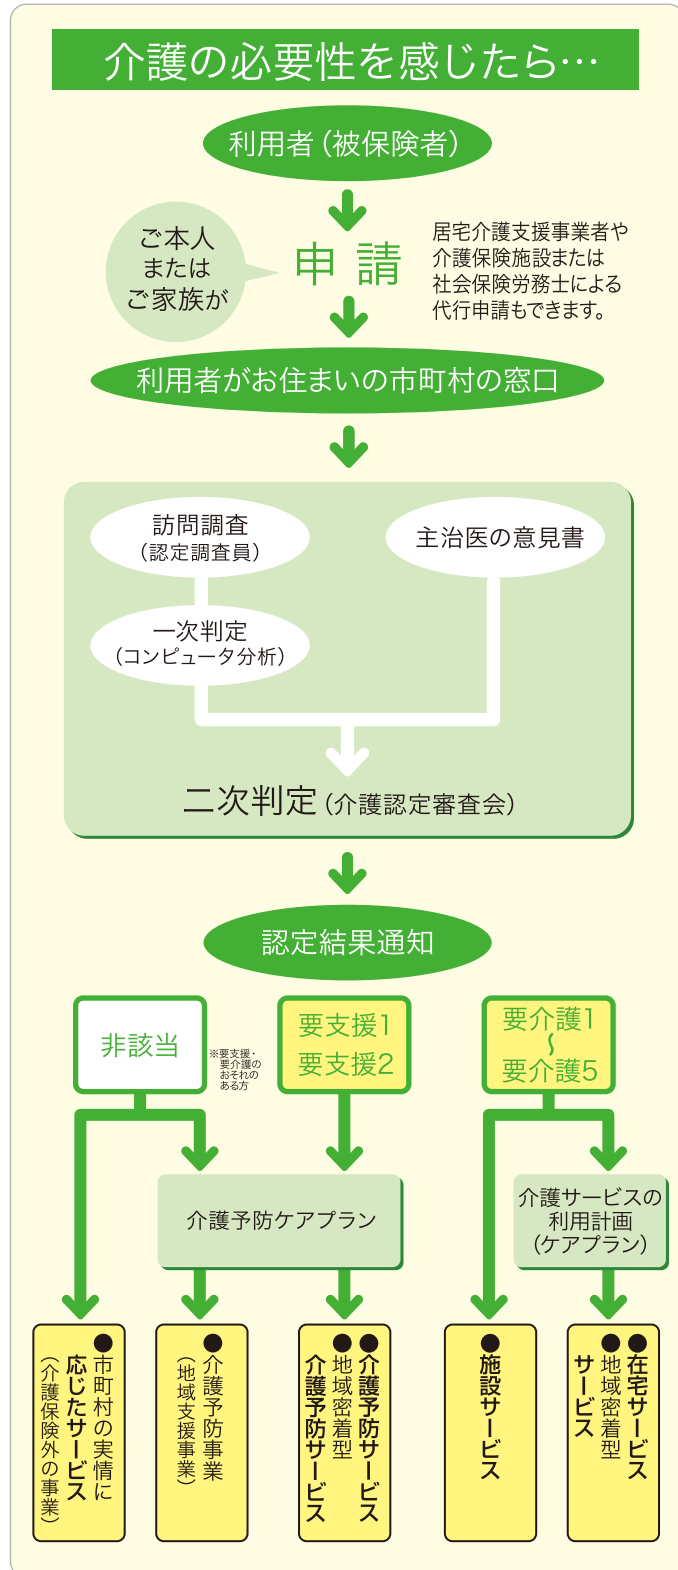 介護の必要性を感じたら…
利用者（被保険者）
ご本人
または
ご家族が
申請
居宅介護支援事業者や
介護保険施設または
社会保険労務士による
代行申請もできます。
利用者がお住まいの市町村の窓口
訪問調査
（認定調査員）
主治医の意見書
一次判定
（コンピュータ分析）
二次判定（介護認定審査会）
認定結果通知
非該当
※要支援・
要介護の
おそれの
ある方
要支援1
要支援2
要介護1
〜
要介護5
介護予防ケアプラン
介護サービスの
利用計画
（ケアプラン）
●市町村の実情に
応じたサービス
（介護保険外の事業）
●介護予防事業
（地域支援事業）
●介護予防サービス
●地域密着型
介護予防サービス
●施設サービス
●在宅サービス
●地域密着型
サービス